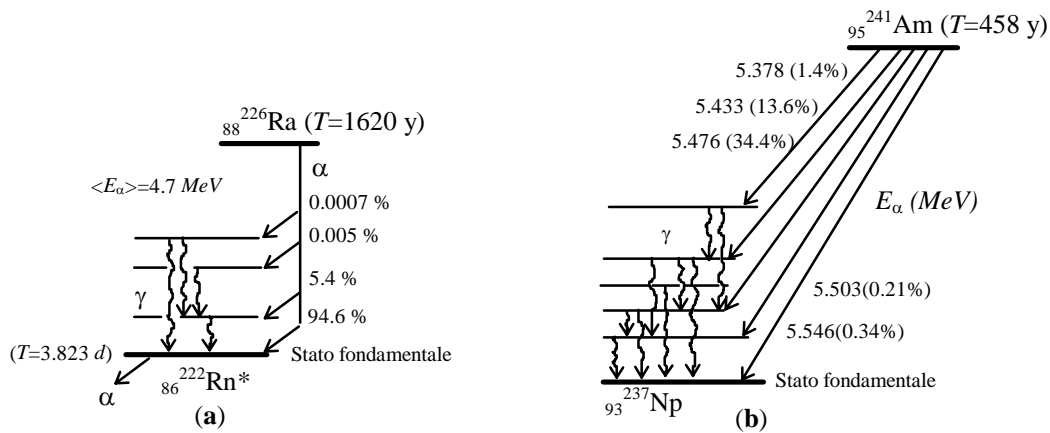 ₈₈²²⁶Ra (T=1620 y)
α
<Eα>=4.7 MeV
0.0007 %
0.005 %
5.4 %
γ
94.6 %
(T=3.823 d)
Stato fondamentale
₈₆²²²Rn*
α
(a)
₉₅²⁴¹Am (T=458 y)
5.378 (1.4%)
5.433 (13.6%)
5.476 (34.4%)
Eα (MeV)
γ
5.503(0.21%)
5.546(0.34%)
Stato fondamentale
₉₃²³⁷Np
(b)